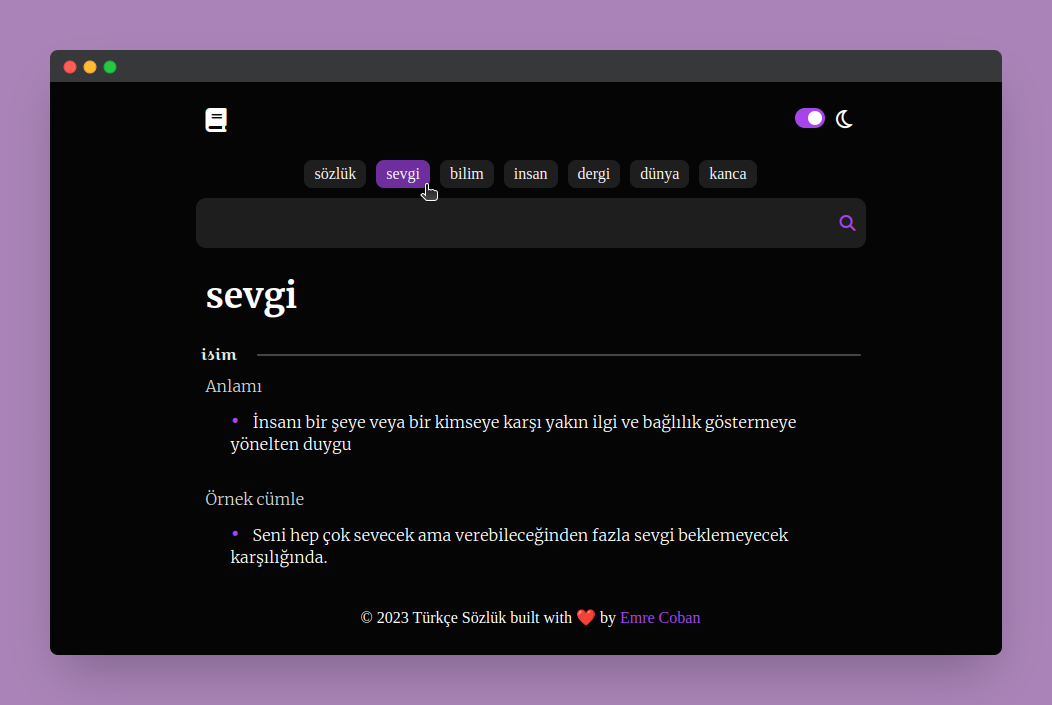 sözlük sevgi bilim insan dergi dünya kanca
sevgi
isim
Anlamı
• İnsanı bir şeye veya bir kimseye karşı yakın ilgi ve bağlılık göstermeye
yönelten duygu
Örnek cümle
• Seni hep çok sevecek ama verebileceğinden fazla sevgi beklemeyecek
karşılığında.
© 2023 Türkçe Sözlük built with ❤️ by Emre Coban